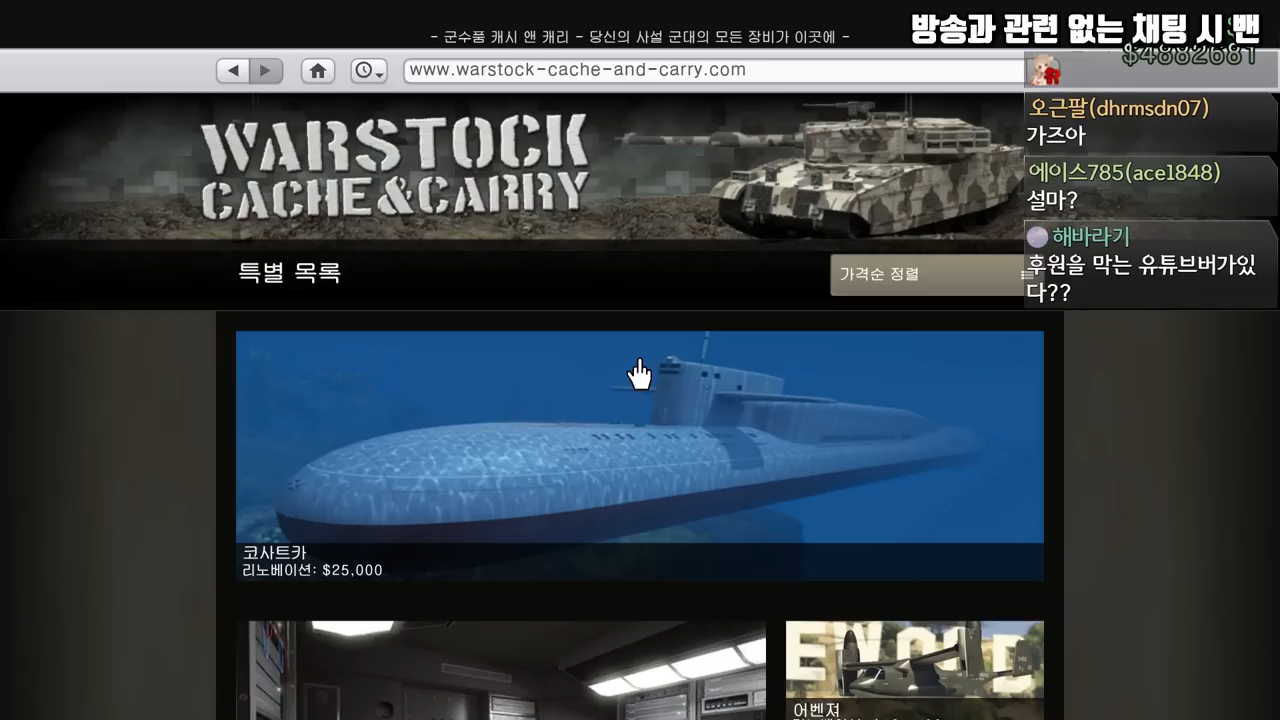 - 군수품 캐시 앤 캐리 - 당신의 사설 군대의 모든 장비가 이곳에 -
방송과 관련 없는 채팅 시 밴
$4882681
www.warstock-cache-and-carry.com
오근팔(dhrmsdn07)
가즈아
WARSTOCK
CACHE&CARRY
에이스785(ace1848)
설마?
해바라기
후원을 막는 유튜브버가있
다??
특별 목록
가격순 정렬
코사트카
리노베이션: $25,000
어벤져